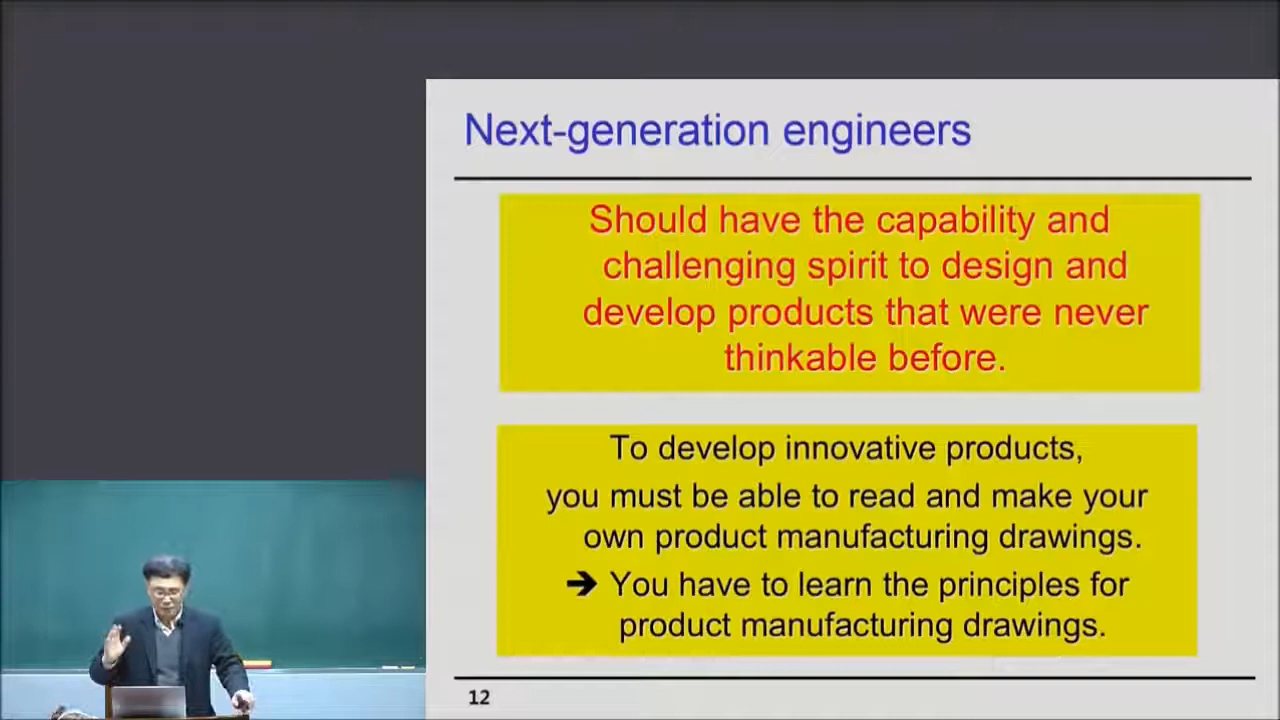 Next-generation engineers
Should have the capability and
challenging spirit to design and
develop products that were never
thinkable before.
To develop innovative products,
you must be able to read and make your
own product manufacturing drawings.
➔ You have to learn the principles for
product manufacturing drawings.
12